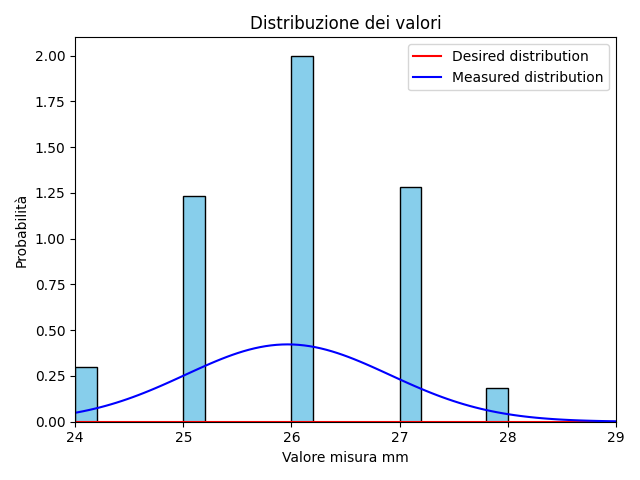 Distribuzione dei valori
Desired distribution
Measured distribution
Probabilità
2.00
1.75
1.50
1.25
1.00
0.75
0.50
0.25
0.00
24 25 26 27 28 29
Valore misura mm